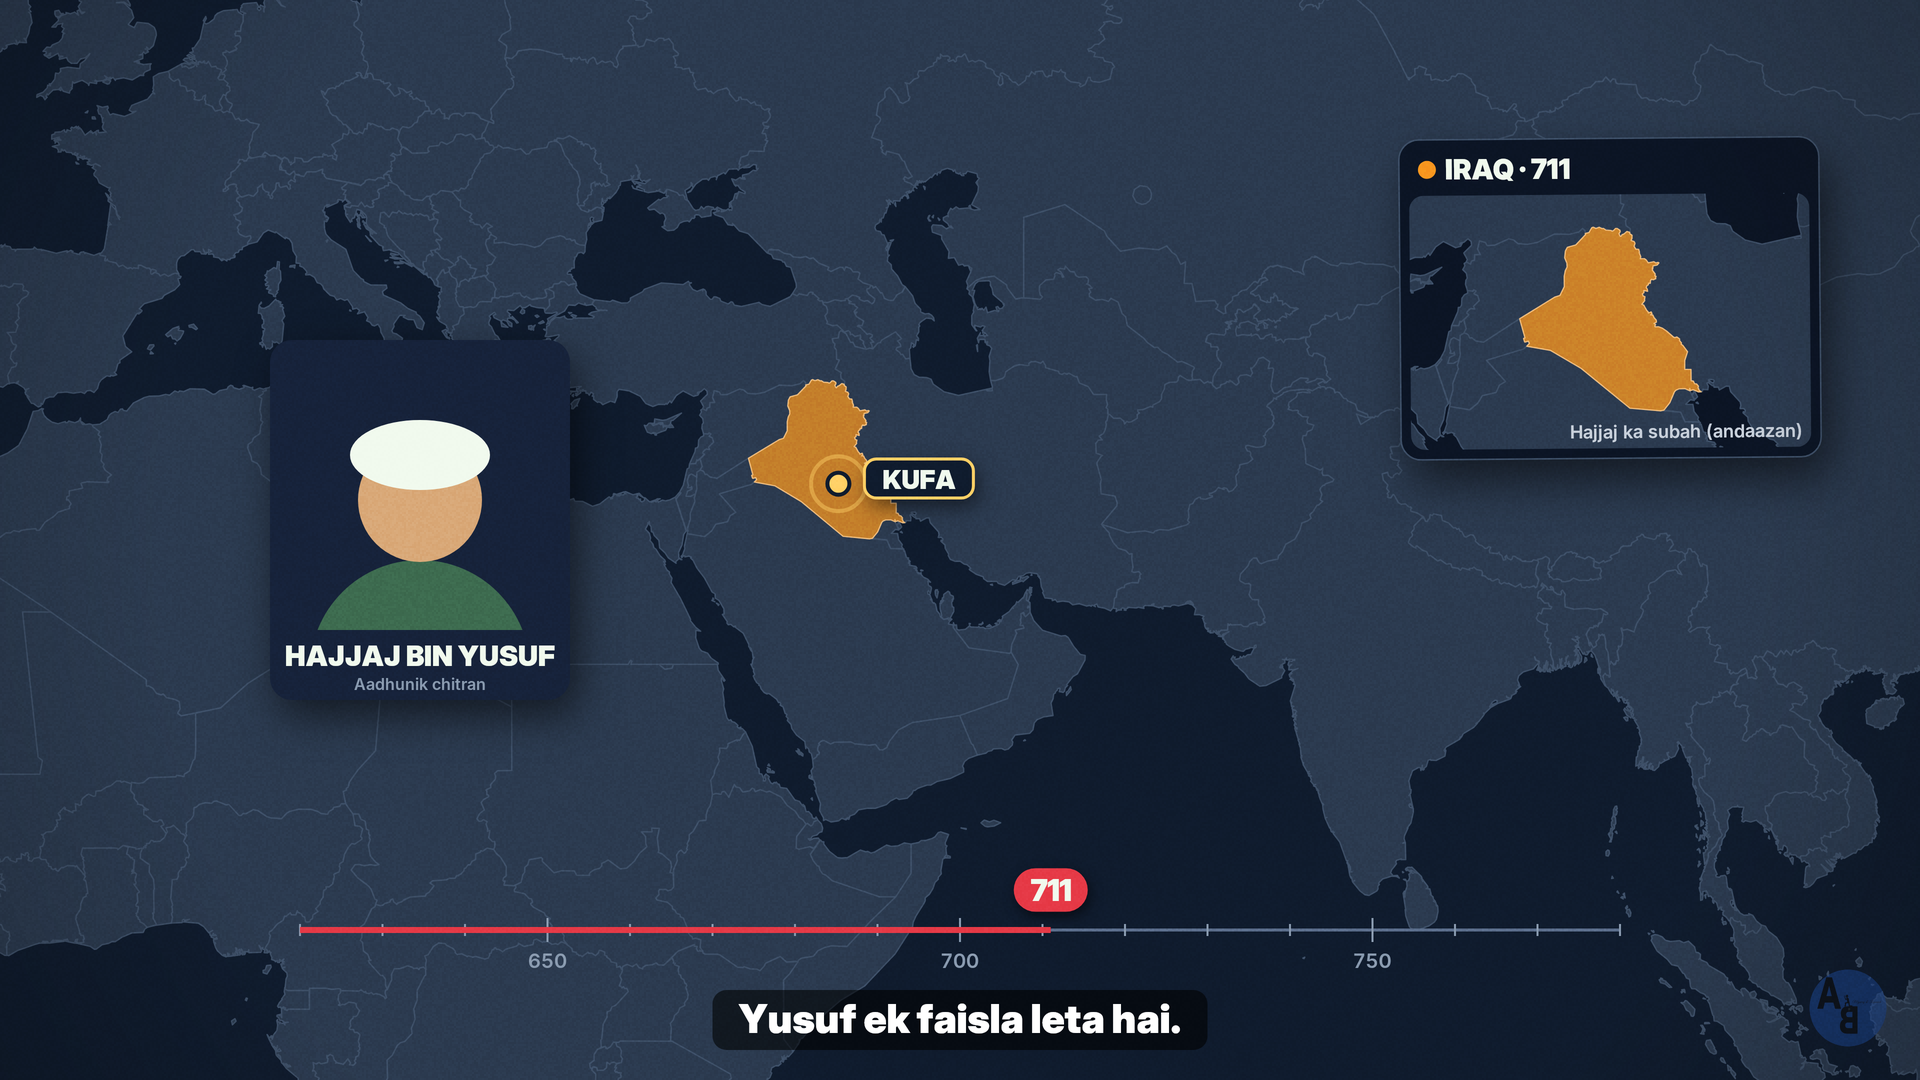 IRAQ · 711
Hajjaj ka subah (andaazan)
KUFA
HAJJAJ BIN YUSUF
Aadhunik chitran
711
650
700
750
Yusuf ek faisla leta hai.
A
B